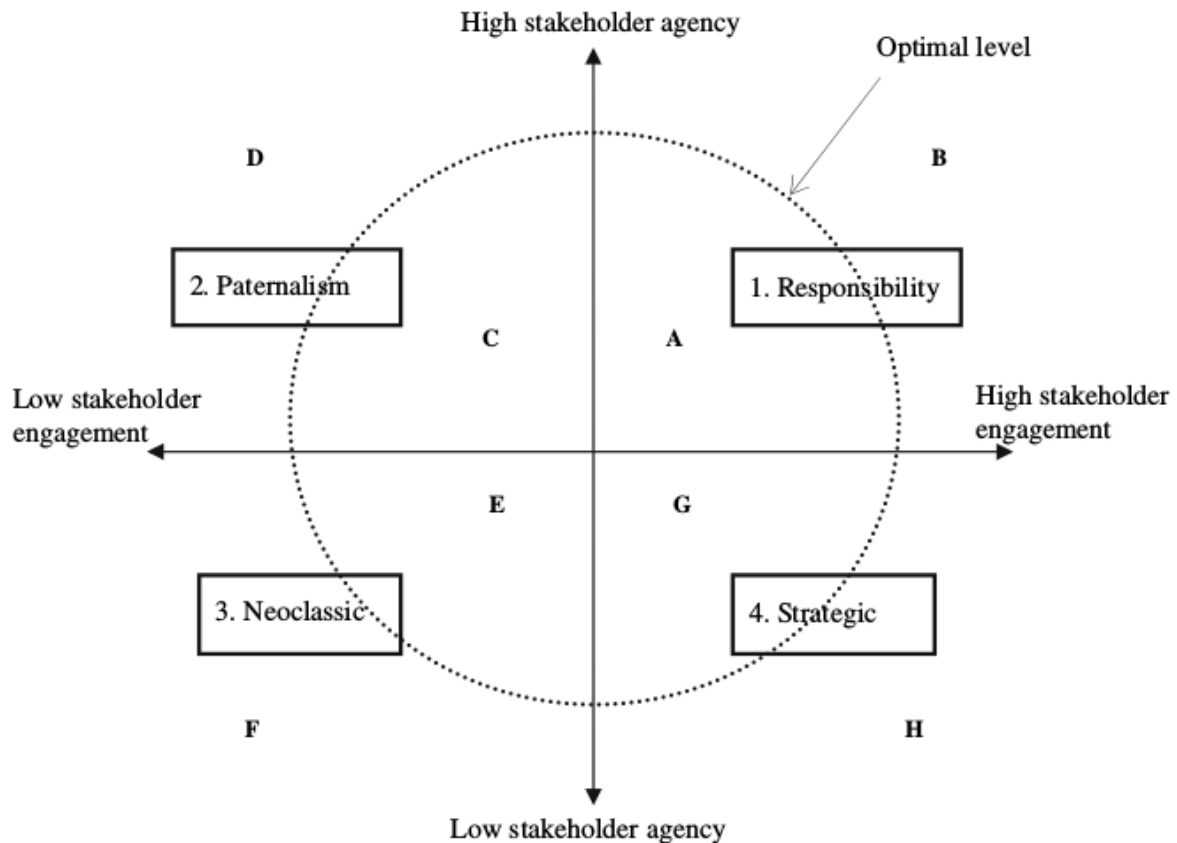 High stakeholder agency
Optimal level
D
B
2. Paternalism
1. Responsibility
C
A
Low stakeholder
engagement
High stakeholder
engagement
E
G
3. Neoclassic
4. Strategic
F
H
Low stakeholder agency